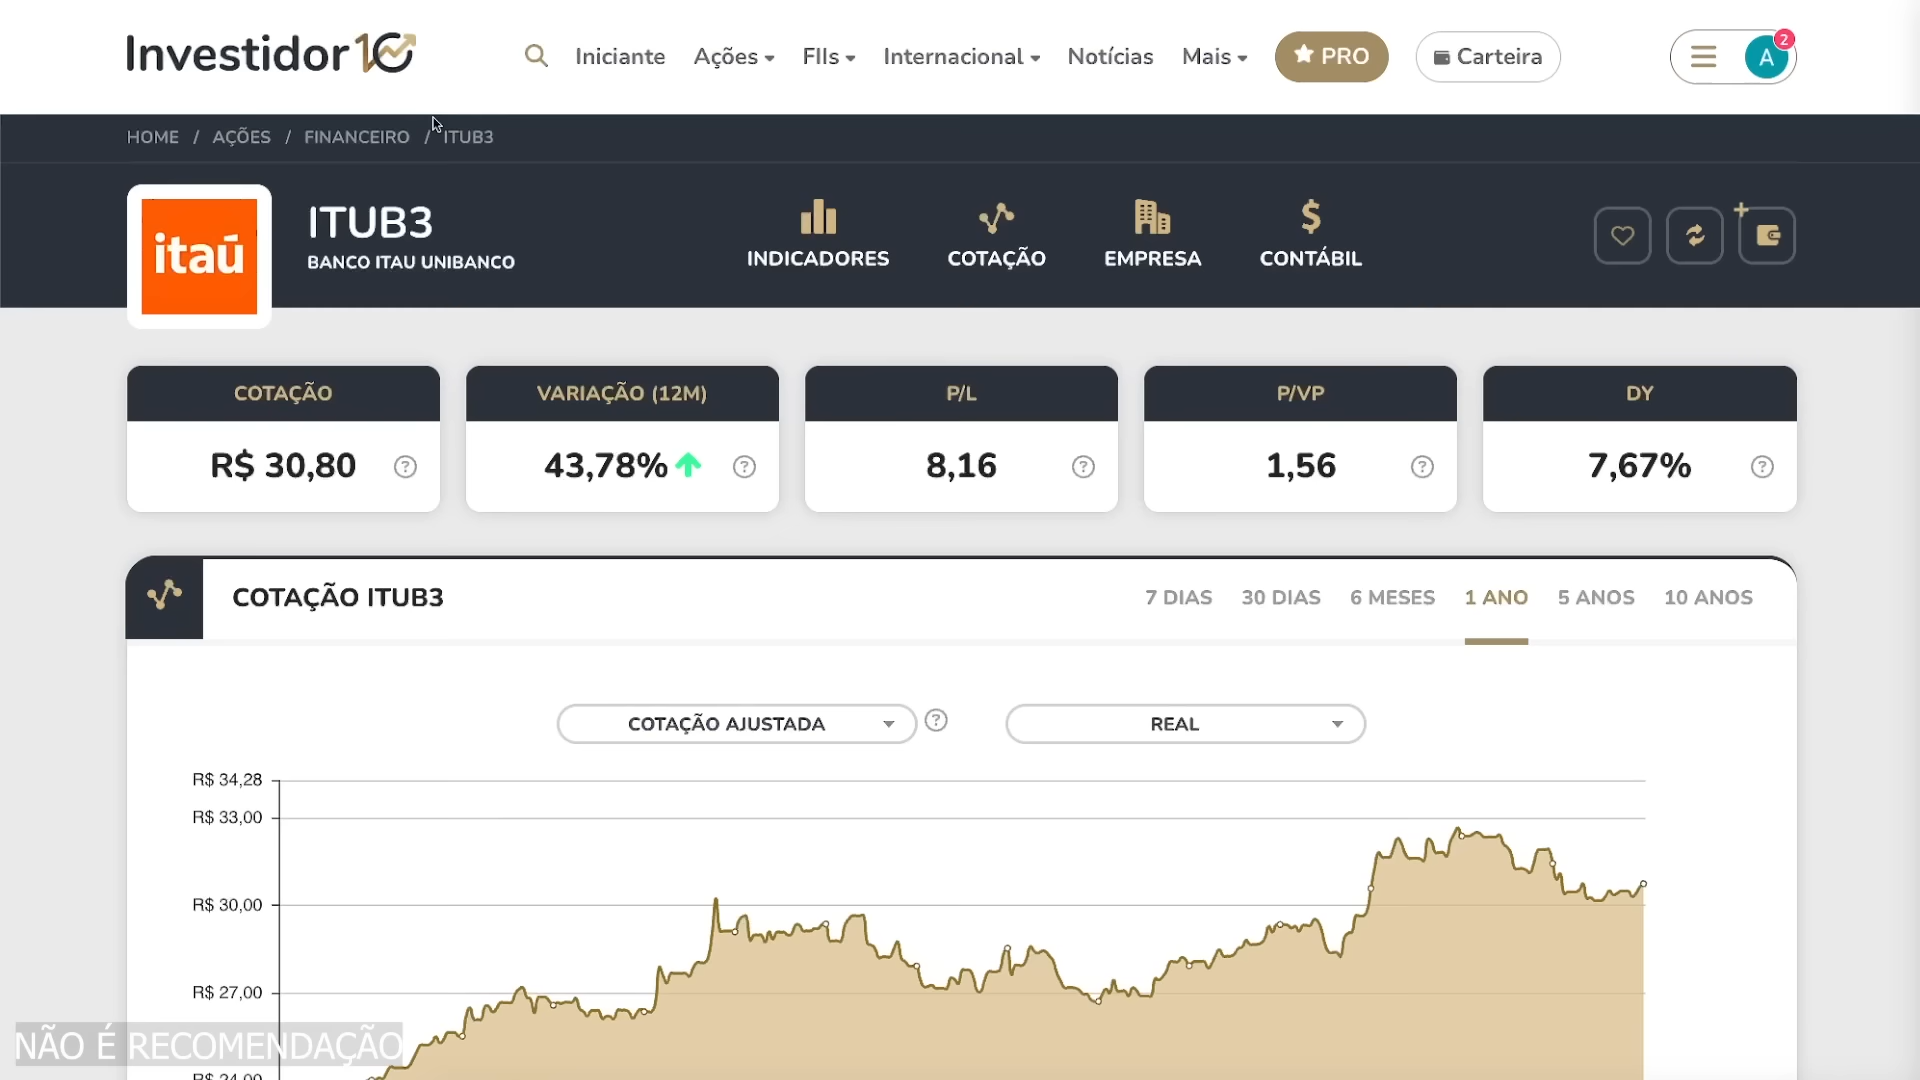 Investidor10
Iniciante
Ações
FIIs
Internacional
Notícias
Mais
PRO
Carteira
A
2
HOME / AÇÕES / FINANCEIRO / ITUB3
itaú
ITUB3
BANCO ITAU UNIBANCO
INDICADORES
COTAÇÃO
EMPRESA
CONTÁBIL
COTAÇÃO
R$ 30,80
?
VARIAÇÃO (12M)
43,78%
?
P/L
8,16
?
P/VP
1,56
?
DY
7,67%
?
COTAÇÃO ITUB3
7 DIAS
30 DIAS
6 MESES
1 ANO
5 ANOS
10 ANOS
COTAÇÃO AJUSTADA
?
REAL
R$ 34,28
R$ 33,00
R$ 30,00
R$ 27,00
R$ 24,00
NÃO É RECOMENDAÇÃO